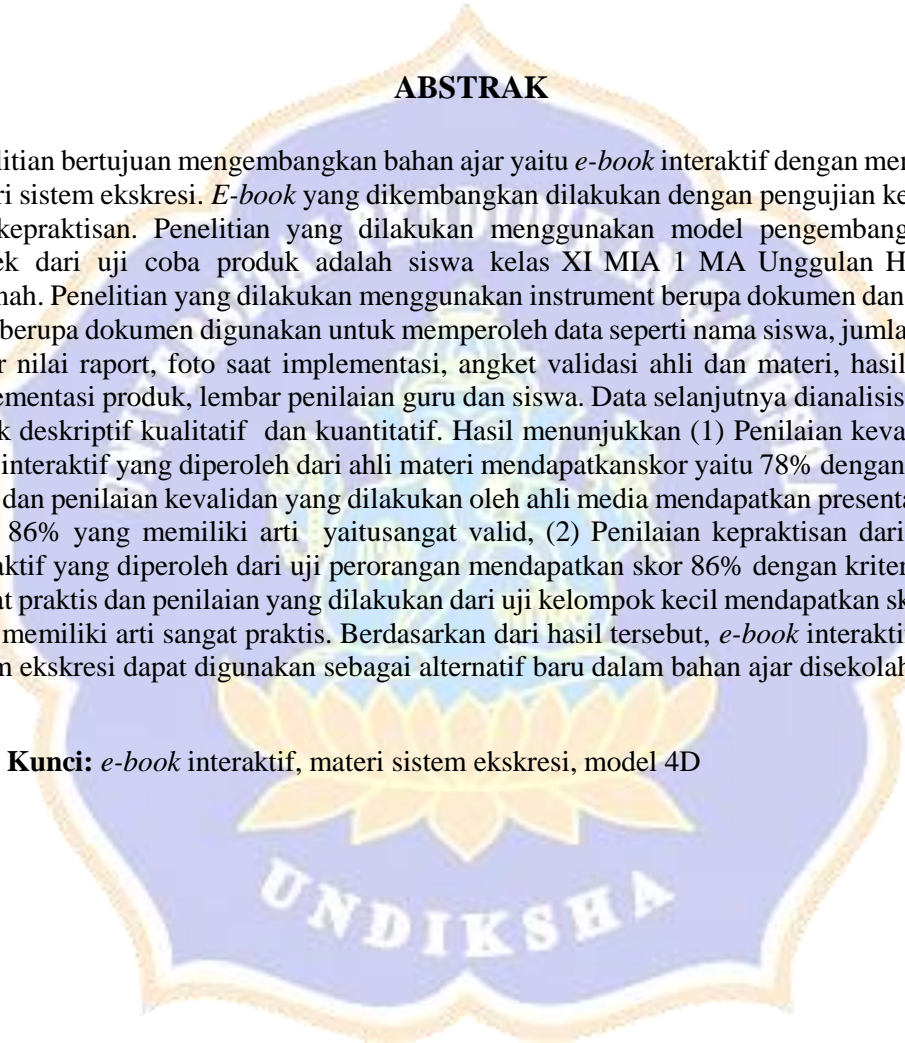 ABSTRAK
litian bertujuan mengembangkan bahan ajar yaitu e-book interaktif dengan mer
ri sistem ekskresi. E-book yang dikembangkan dilakukan dengan pengujian ke
kepraktisan. Penelitian yang dilakukan menggunakan model pengembang
ek dari uji coba produk adalah siswa kelas XI MIA 1 MA Unggulan H
nah. Penelitian yang dilakukan menggunakan instrument berupa dokumen dan
berupa dokumen digunakan untuk memperoleh data seperti nama siswa, jumla
r nilai raport, foto saat implementasi, angket validasi ahli dan materi, hasil
ementasi produk, lembar penilaian guru dan siswa. Data selanjutnya dianalisis
k deskriptif kualitatif dan kuantitatif. Hasil menunjukkan (1) Penilaian keva
interaktif yang diperoleh dari ahli materi mendapatkanskor yaitu 78% dengan
dan penilaian kevalidan yang dilakukan oleh ahli media mendapatkan presenta
86% yang memiliki arti yaitusangat valid, (2) Penilaian kepraktisan dari
aktif yang diperoleh dari uji perorangan mendapatkan skor 86% dengan kriter
at praktis dan penilaian yang dilakukan dari uji kelompok kecil mendapatkan sk
memiliki arti sangat praktis. Berdasarkan dari hasil tersebut, e-book interaktif
m ekskresi dapat digunakan sebagai alternatif baru dalam bahan ajar disekolah
Kunci: e-book interaktif, materi sistem ekskresi, model 4D
UNDIKSHA